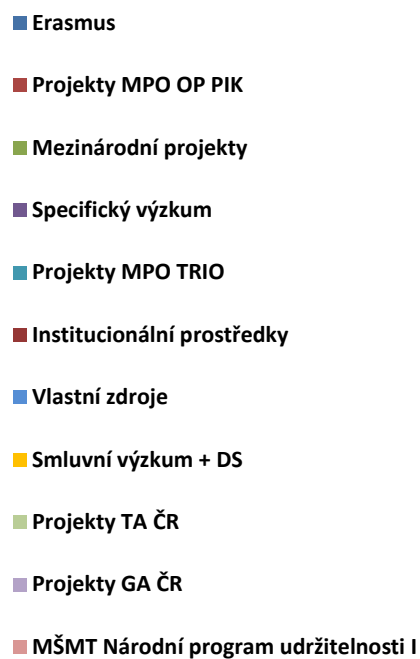 Erasmus
Projekty MPO OP PIK
Mezinárodní projekty
Specifický výzkum
Projekty MPO TRIO
Institucionální prostředky
Vlastní zdroje
Smluvní výzkum + DS
Projekty TA ČR
Projekty GA ČR
MŠMT Národní program udržitelnosti I